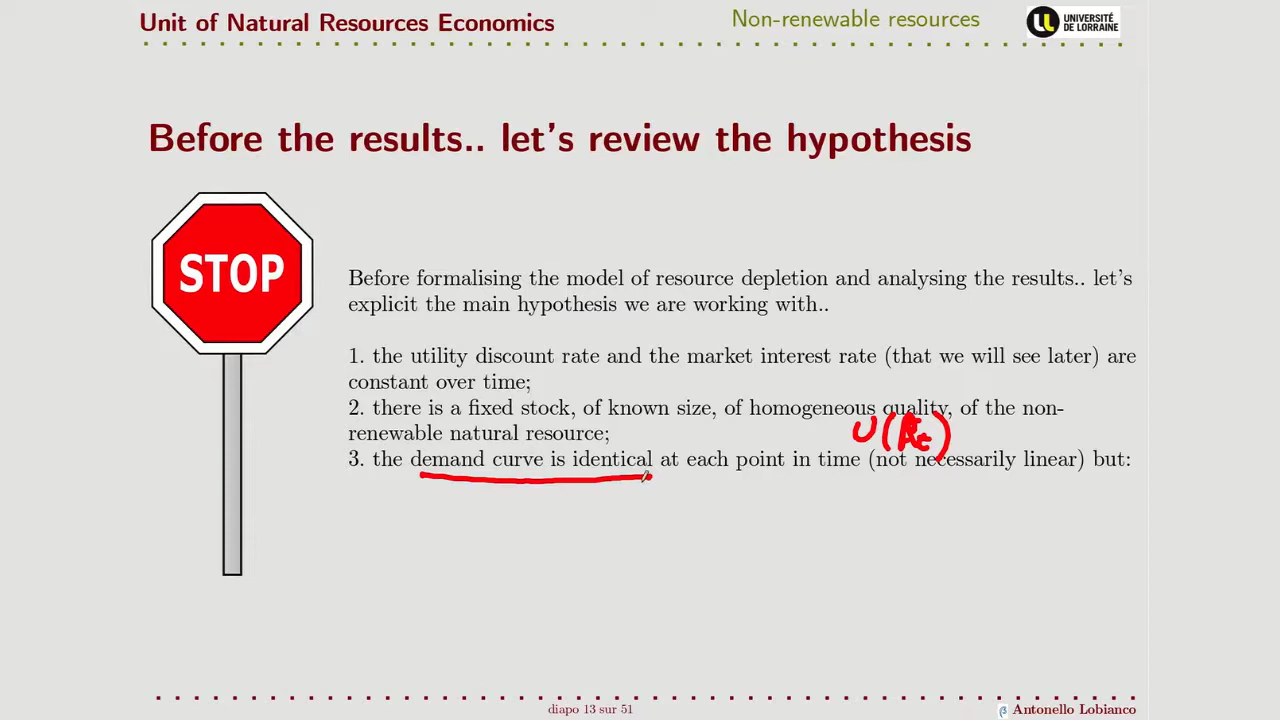 Unit of Natural Resources Economics
Non-renewable resources
UNIVERSITÉ
DE LORRAINE
Before the results.. let's review the hypothesis
STOP
Before formalising the model of resource depletion and analysing the results.. let's
explicit the main hypothesis we are working with..
1. the utility discount rate and the market interest rate (that we will see later) are
constant over time;
2. there is a fixed stock, of known size, of homogeneous quality, of the non-
renewable natural resource;
U(Rt)
3. the demand curve is identical at each point in time (not necessarily linear) but:
diapo 13 sur 51
β Antonello Lobianco